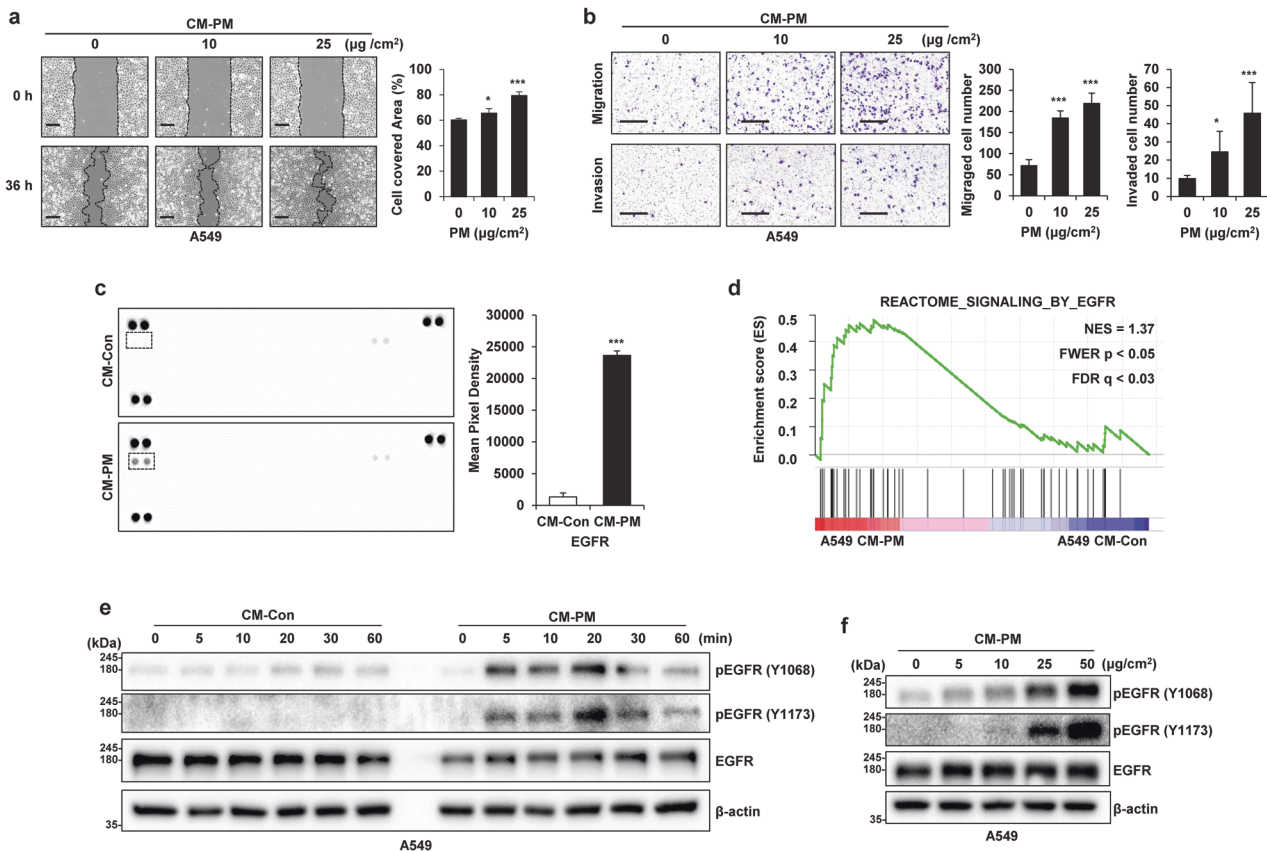 a
CM-PM
0 10 25 (μg /cm²)
0 h
36 h
A549
Cell covered Area (%)
100
80
60
40
20
0
* ***
0 10 25
PM (μg/cm²)
b
CM-PM
0 10 25 μg /cm²)
Migration
Invasion
A549
Migraged cell number
300
250
200
150
100
50
0
*** ***
0 10 25
PM (μg/cm²)
Invaded cell number
70
60
50
40
30
20
10
0
* ***
0 10 25
PM (μg/cm²)
c
CM-Con
CM-PM
Mean Pixel Density
30000
25000
20000
15000
10000
5000
0
***
CM-Con CM-PM
EGFR
d
REACTOME_SIGNALING_BY_EGFR
Enrichment score (ES)
0.5
0.4
0.3
0.2
0.1
0.0
NES = 1.37
FWER p < 0.05
FDR q < 0.03
A549 CM-PM A549 CM-Con
e
CM-Con CM-PM
(kDa) 0 5 10 20 30 60 0 5 10 20 30 60 (min)
245
180
pEGFR (Y1068)
245
180
pEGFR (Y1173)
245
180
EGFR
35
β-actin
A549
f
CM-PM
(kDa) 0 5 10 25 50 (μg/cm²)
245
180
pEGFR (Y1068)
245
180
pEGFR (Y1173)
245
180
EGFR
35
β-actin
A549